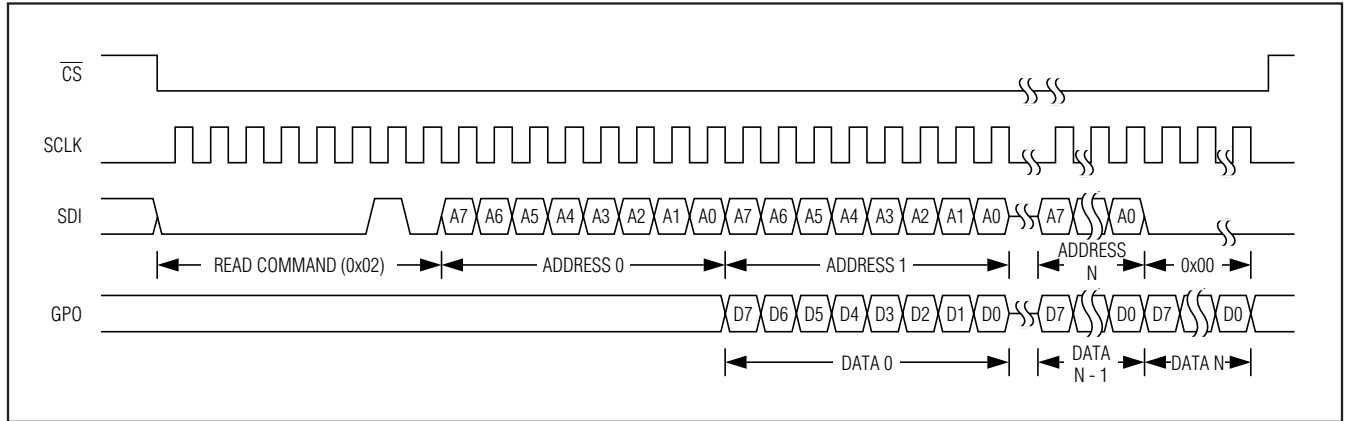 CS
SCLK
SDI A7 A6 A5 A4 A3 A2 A1 A0 A7 A6 A5 A4 A3 A2 A1 A0 A7 A0
READ COMMAND (0x02) ADDRESS 0 ADDRESS 1 ADDRESS N 0x00
GPO D7 D6 D5 D4 D3 D2 D1 D0 D7 D0 D7 D0
DATA 0 DATA N - 1 DATA N